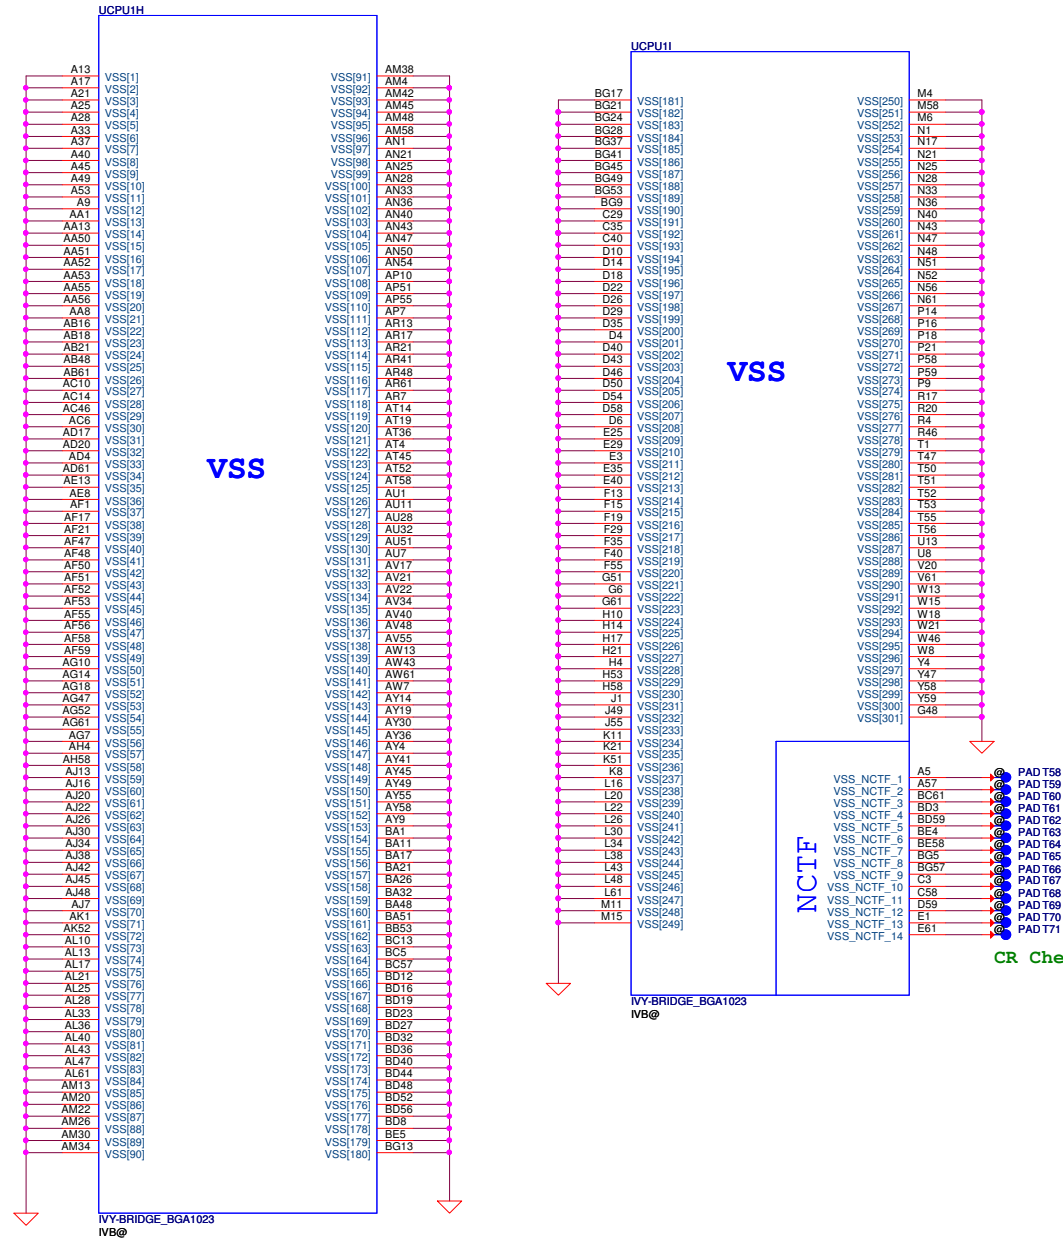 UCPU1H
A13 VSS[1] VSS[91] AM38
A17 VSS[2] VSS[92] AM4
A21 VSS[3] VSS[93] AM42
A25 VSS[4] VSS[94] AM45
A28 VSS[5] VSS[95] AM48
A33 VSS[6] VSS[96] AM58
A37 VSS[7] VSS[97] AN1
A40 VSS[8] VSS[98] AN21
A45 VSS[9] VSS[99] AN25
A49 VSS[10] VSS[100] AN28
A53 VSS[11] VSS[101] AN33
A9 VSS[12] VSS[102] AN36
AA1 VSS[13] VSS[103] AN40
AA13 VSS[14] VSS[104] AN43
AA50 VSS[15] VSS[105] AN47
AA51 VSS[16] VSS[106] AN50
AA52 VSS[17] VSS[107] AN54
AA53 VSS[18] VSS[108] AP10
AA55 VSS[19] VSS[109] AP51
AA56 VSS[20] VSS[110] AP55
AA8 VSS[21] VSS[111] AP7
AB16 VSS[22] VSS[112] AR13
AB18 VSS[23] VSS[113] AR17
AB21 VSS[24] VSS[114] AR21
AB48 VSS[25] VSS[115] AR41
AB61 VSS[26] VSS[116] AR48
AC10 VSS[27] VSS[117] AR61
AC14 VSS[28] VSS[118] AR7
AC46 VSS[29] VSS[119] AT14
AC6 VSS[30] VSS[120] AT19
AD17 VSS[31] VSS[121] AT36
AD20 VSS[32] VSS[122] AT4
AD4 VSS[33] VSS[123] AT45
AD61 VSS[34] VSS[124] AT52
AE13 VSS[35] VSS[125] AT58
AE8 VSS[36] VSS[126] AU1
AF1 VSS[37] VSS[127] AU11
AF17 VSS[38] VSS[128] AU28
AF21 VSS[39] VSS[129] AU32
AF47 VSS[40] VSS[130] AU51
AF48 VSS[41] VSS[131] AU7
AF50 VSS[42] VSS[132] AV17
AF51 VSS[43] VSS[133] AV21
AF52 VSS[44] VSS[134] AV22
AF53 VSS[45] VSS[135] AV34
AF55 VSS[46] VSS[136] AV40
AF56 VSS[47] VSS[137] AV48
AF58 VSS[48] VSS[138] AV55
AF59 VSS[49] VSS[139] AW13
AG10 VSS[50] VSS[140] AW43
AG14 VSS[51] VSS[141] AW61
AG18 VSS[52] VSS[142] AW7
AG47 VSS[53] VSS[143] AY14
AG52 VSS[54] VSS[144] AY19
AG61 VSS[55] VSS[145] AY30
AG7 VSS[56] VSS[146] AY36
AH4 VSS[57] VSS[147] AY4
AH58 VSS[58] VSS[148] AY41
AJ13 VSS[59] VSS[149] AY45
AJ16 VSS[60] VSS[150] AY49
AJ20 VSS[61] VSS[151] AY55
AJ22 VSS[62] VSS[152] AY58
AJ26 VSS[63] VSS[153] AY9
AJ30 VSS[64] VSS[154] BA1
AJ34 VSS[65] VSS[155] BA11
AJ38 VSS[66] VSS[156] BA17
AJ42 VSS[67] VSS[157] BA21
AJ45 VSS[68] VSS[158] BA26
AJ48 VSS[69] VSS[159] BA32
AJ7 VSS[70] VSS[160] BA48
AK1 VSS[71] VSS[161] BA51
AK52 VSS[72] VSS[162] BB53
AL10 VSS[73] VSS[163] BC13
AL13 VSS[74] VSS[164] BC5
AL17 VSS[75] VSS[165] BC57
AL21 VSS[76] VSS[166] BD12
AL25 VSS[77] VSS[167] BD16
AL28 VSS[78] VSS[168] BD19
AL33 VSS[79] VSS[169] BD23
AL36 VSS[80] VSS[170] BD27
AL40 VSS[81] VSS[171] BD32
AL43 VSS[82] VSS[172] BD36
AL47 VSS[83] VSS[173] BD40
AL61 VSS[84] VSS[174] BD44
AM13 VSS[85] VSS[175] BD48
AM20 VSS[86] VSS[176] BD52
AM22 VSS[87] VSS[177] BD56
AM26 VSS[88] VSS[178] BD8
AM30 VSS[89] VSS[179] BE5
AM34 VSS[90] VSS[180] BG13
VSS
IVY-BRIDGE_BGA1023
IVB@
UCPU1I
BG17 VSS[181] VSS[250] M4
BG21 VSS[182] VSS[251] M58
BG24 VSS[183] VSS[252] M6
BG28 VSS[184] VSS[253] N1
BG37 VSS[185] VSS[254] N17
BG41 VSS[186] VSS[255] N21
BG45 VSS[187] VSS[256] N25
BG49 VSS[188] VSS[257] N28
BG53 VSS[189] VSS[258] N33
BG9 VSS[190] VSS[259] N36
C29 VSS[191] VSS[260] N40
C35 VSS[192] VSS[261] N43
C40 VSS[193] VSS[262] N47
D10 VSS[194] VSS[263] N48
D14 VSS[195] VSS[264] N51
D18 VSS[196] VSS[265] N52
D22 VSS[197] VSS[266] N56
D26 VSS[198] VSS[267] N61
D29 VSS[199] VSS[268] P14
D35 VSS[200] VSS[269] P16
D4 VSS[201] VSS[270] P18
D40 VSS[202] VSS[271] P21
D43 VSS[203] VSS[272] P58
D46 VSS[204] VSS[273] P59
D50 VSS[205] VSS[274] P9
D54 VSS[206] VSS[275] R17
D58 VSS[207] VSS[276] R20
D6 VSS[208] VSS[277] R4
E25 VSS[209] VSS[278] R46
E29 VSS[210] VSS[279] T1
E3 VSS[211] VSS[280] T47
E35 VSS[212] VSS[281] T50
E40 VSS[213] VSS[282] T51
F13 VSS[214] VSS[283] T52
F15 VSS[215] VSS[284] T53
F19 VSS[216] VSS[285] T55
F29 VSS[217] VSS[286] T56
F35 VSS[218] VSS[287] U13
F40 VSS[219] VSS[288] U8
F55 VSS[220] VSS[289] V20
G51 VSS[221] VSS[290] V61
G6 VSS[222] VSS[291] W13
G61 VSS[223] VSS[292] W15
H10 VSS[224] VSS[293] W18
H14 VSS[225] VSS[294] W21
H17 VSS[226] VSS[295] W46
H21 VSS[227] VSS[296] W8
H4 VSS[228] VSS[297] Y4
H53 VSS[229] VSS[298] Y47
H58 VSS[230] VSS[299] Y58
J1 VSS[231] VSS[300] Y59
J49 VSS[232] VSS[301] G48
J55 VSS[233]
K11 VSS[234]
K21 VSS[235]
K51 VSS[236]
K8 VSS[237]
L16 VSS[238]
L20 VSS[239]
L22 VSS[240]
L26 VSS[241]
L30 VSS[242]
L34 VSS[243]
L38 VSS[244]
L43 VSS[245]
L48 VSS[246]
L61 VSS[247]
M11 VSS[248]
M15 VSS[249]
VSS
NCTF
VSS_NCTF_1 A5 @ PAD T58
VSS_NCTF_2 A57 @ PAD T59
VSS_NCTF_3 BC61 @ PAD T60
VSS_NCTF_4 BD3 @ PAD T61
VSS_NCTF_5 BD59 @ PAD T62
VSS_NCTF_6 BE4 @ PAD T63
VSS_NCTF_7 BE58 @ PAD T64
VSS_NCTF_8 BG5 @ PAD T65
VSS_NCTF_9 BG57 @ PAD T66
VSS_NCTF_10 C3 @ PAD T67
VSS_NCTF_11 C58 @ PAD T68
VSS_NCTF_12 D59 @ PAD T69
VSS_NCTF_13 E1 @ PAD T70
VSS_NCTF_14 E61 @ PAD T71
CR Che
IVY-BRIDGE_BGA1023
IVB@